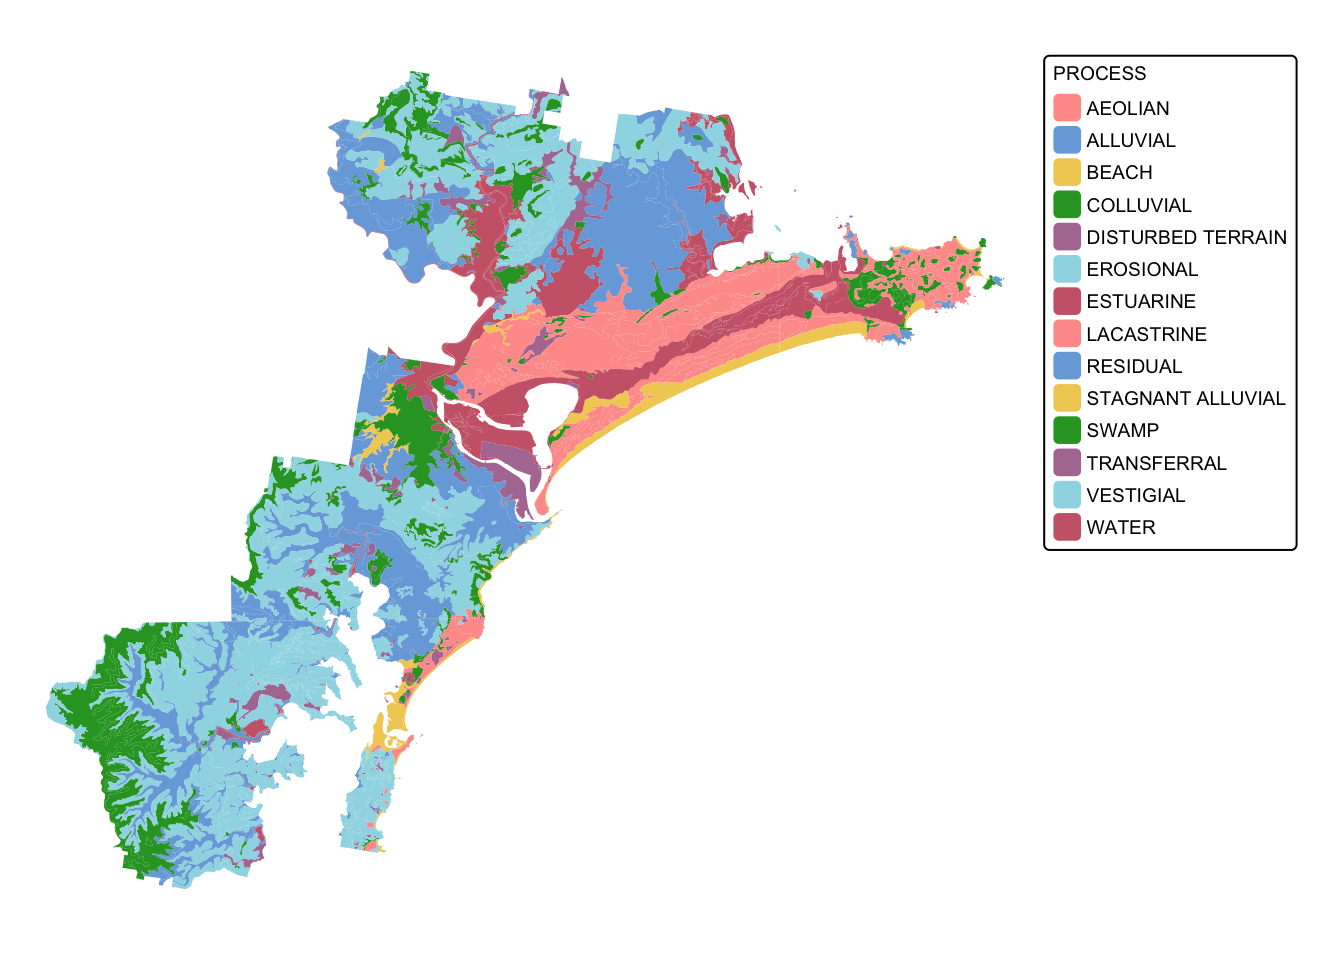 PROCESS
AEOLIAN
ALLUVIAL
BEACH
COLLUVIAL
DISTURBED TERRAIN
EROSIONAL
ESTUARINE
LACASTRINE
RESIDUAL
STAGNANT ALLUVIAL
SWAMP
TRANSFERRAL
VESTIGIAL
WATER